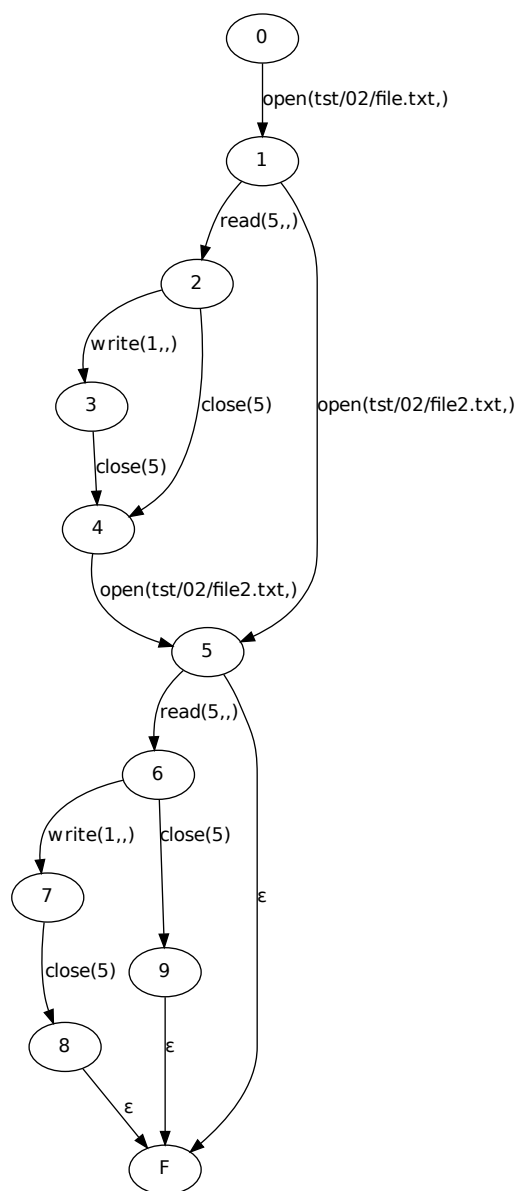 0
open(tst/02/file.txt,)
1
read(5,,)
2
write(1,,)
3
close(5)
open(tst/02/file2.txt,)
close(5)
4
open(tst/02/file2.txt,)
5
read(5,,)
6
write(1,,)
close(5)
7
ε
close(5)
9
8
ε
ε
F